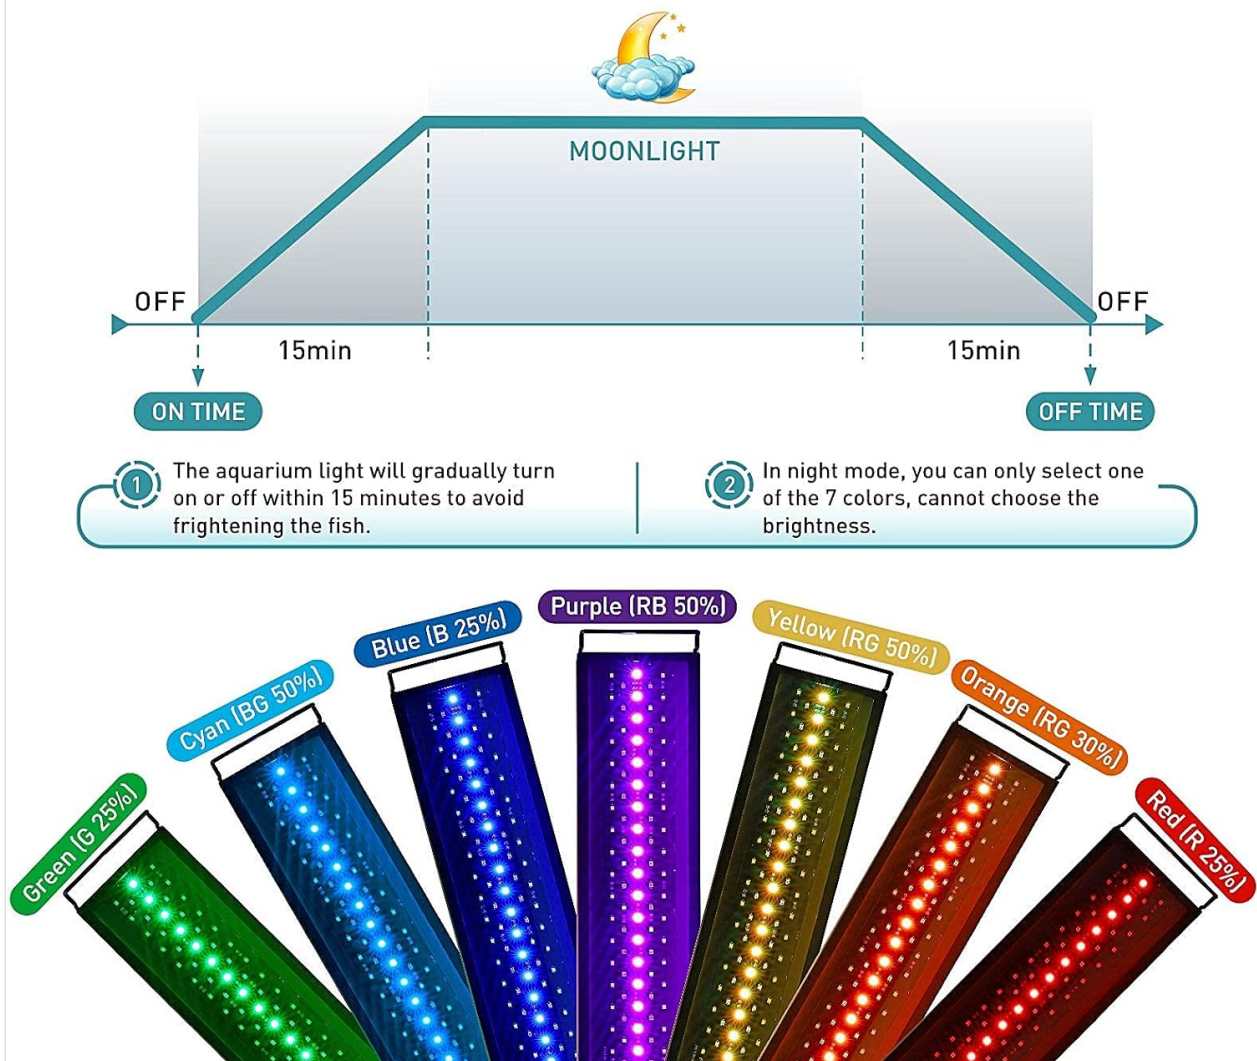 MOONLIGHT
OFF
OFF
15min
15min
ON TIME
OFF TIME
1
The aquarium light will gradually turn
on or off within 15 minutes to avoid
frightening the fish.
2
In night mode, you can only select one
of the 7 colors, cannot choose the
brightness.
Green (G 25%)
Cyan (BG 50%)
Blue (B 25%)
Purple (RB 50%)
Yellow (RG 50%)
Orange (RG 30%)
Red (R 25%)